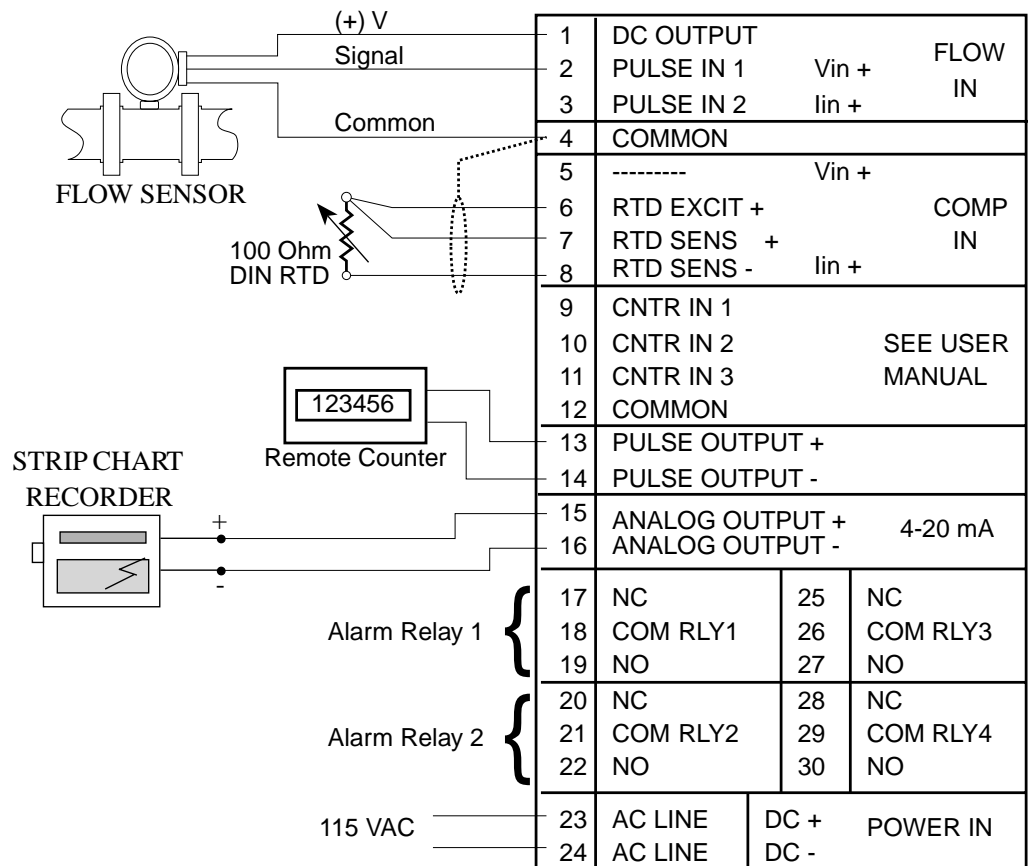 (+) V
Signal
Common
FLOW SENSOR
100 Ohm
DIN RTD
123456
Remote Counter
STRIP CHART
RECORDER
+
-
Alarm Relay 1 {
Alarm Relay 2 {
115 VAC
1 DC OUTPUT
2 PULSE IN 1 Vin +
3 PULSE IN 2 Iin +
FLOW
IN
4 COMMON
5 --------- Vin +
6 RTD EXCIT +
7 RTD SENS +
8 RTD SENS - Iin +
COMP
IN
9 CNTR IN 1
10 CNTR IN 2
11 CNTR IN 3
12 COMMON
SEE USER
MANUAL
13 PULSE OUTPUT +
14 PULSE OUTPUT -
15 ANALOG OUTPUT +
16 ANALOG OUTPUT -
4-20 mA
17 NC 25 NC
18 COM RLY1 26 COM RLY3
19 NO 27 NO
20 NC 28 NC
21 COM RLY2 29 COM RLY4
22 NO 30 NO
23 AC LINE DC +
24 AC LINE DC -
POWER IN